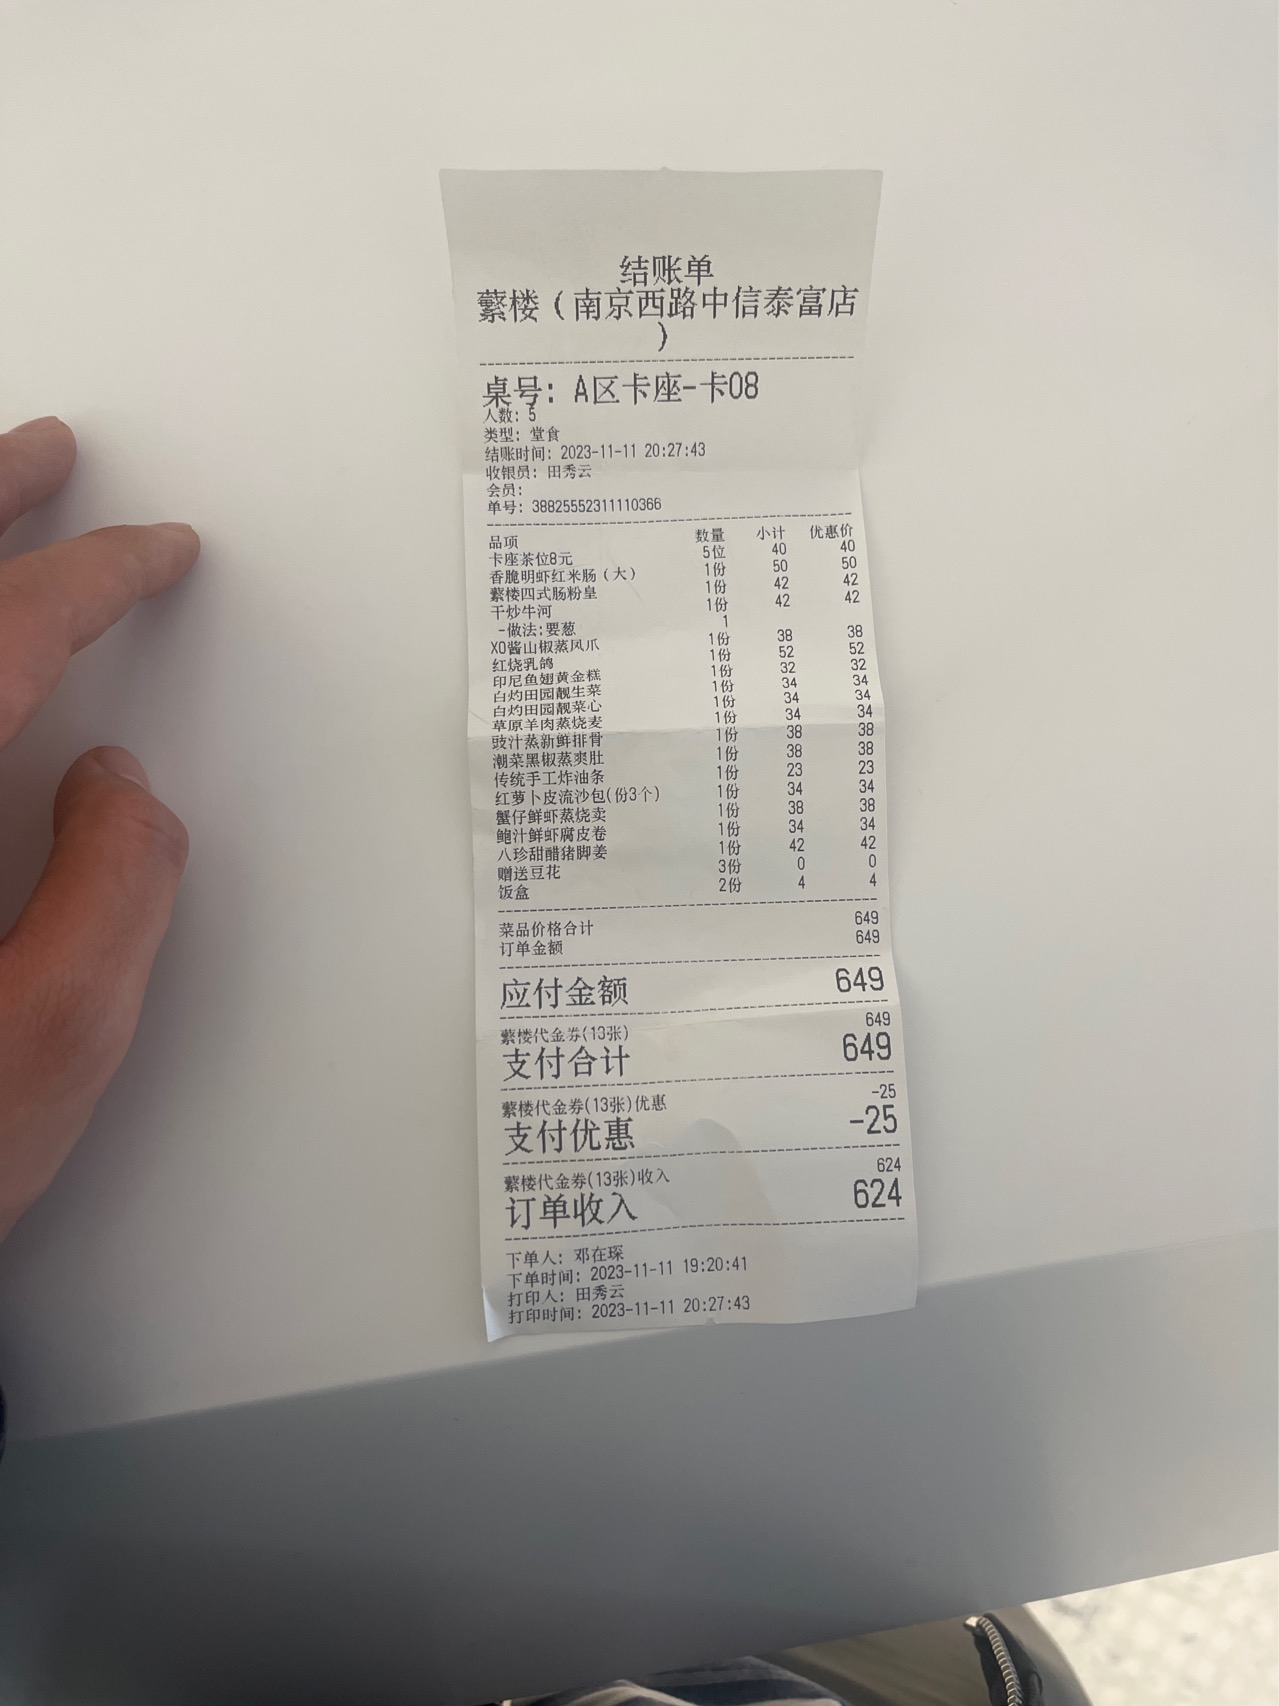 结账单
蘩楼（南京西路中信泰富店
）
桌号: A区卡座-卡08
人数: 5
类型: 堂食
结账时间: 2023-11-11 20:27:43
收银员: 田秀云
会员:
单号: 38825552311110366
品项 数量 小计 优惠价
卡座茶位8元 5位 40 40
香脆明虾红米肠（大） 1份 50 50
蘩楼四式肠粉皇 1份 42 42
干炒牛河 1份 42 42
-做法:要葱 1
XO酱山椒蒸凤爪 1份 38 38
红烧乳鸽 1份 52 52
印尼鱼翅黄金糕 1份 32 32
白灼田园靓生菜 1份 34 34
白灼田园靓菜心 1份 34 34
草原羊肉蒸烧麦 1份 34 34
豉汁蒸新鲜排骨 1份 38 38
潮菜黑椒蒸爽肚 1份 38 38
传统手工炸油条 1份 23 23
红萝卜皮流沙包(份3个) 1份 34 34
蟹仔鲜虾蒸烧卖 1份 38 38
鲍汁鲜虾腐皮卷 1份 34 34
八珍甜醋猪脚姜 1份 42 42
赠送豆花 3份 0 0
饭盒 2份 4 4
菜品价格合计 649
订单金额 649
应付金额 649
蘩楼代金券(13张) 649
支付合计 649
蘩楼代金券(13张)优惠 -25
支付优惠 -25
蘩楼代金券(13张)收入 624
订单收入 624
下单人: 邓在琛
下单时间: 2023-11-11 19:20:41
打印人: 田秀云
打印时间: 2023-11-11 20:27:43